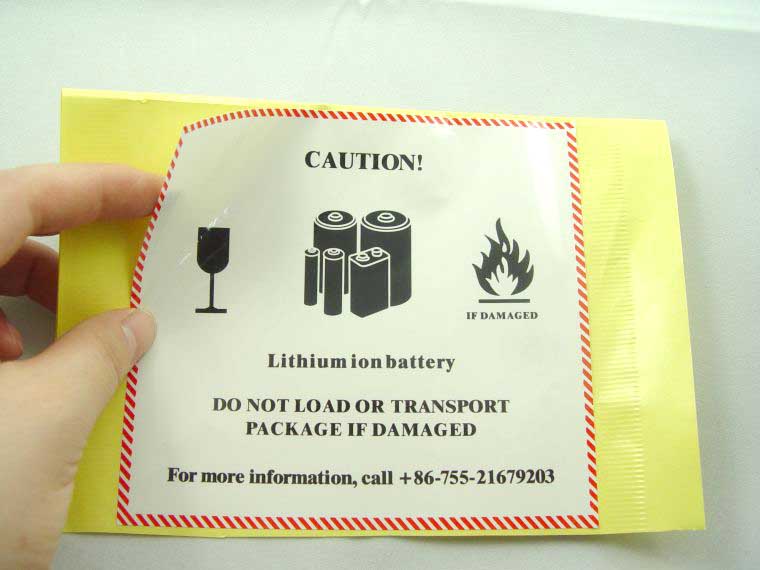 CAUTION!
IF DAMAGED
Lithium ion battery
DO NOT LOAD OR TRANSPORT
PACKAGE IF DAMAGED
For more information, call +86-755-21679203